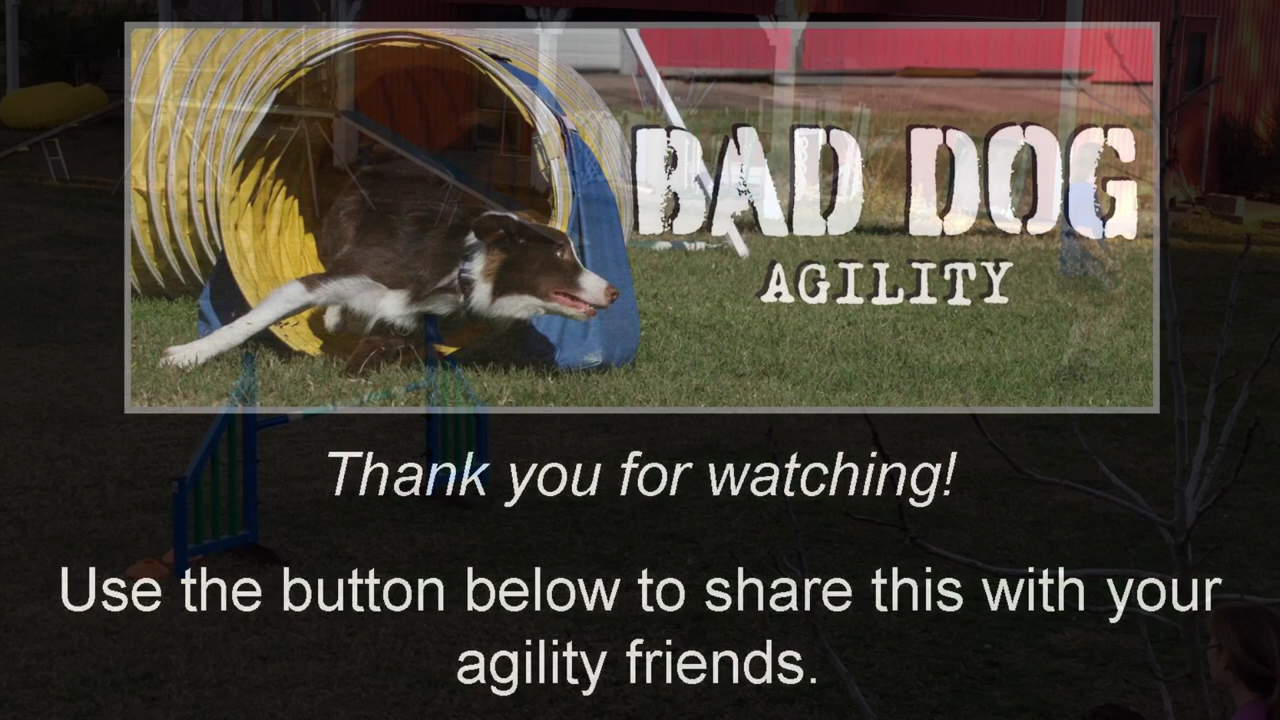 BAD DOG
AGILITY
Thank you for watching!
Use the button below to share this with your
agility friends.